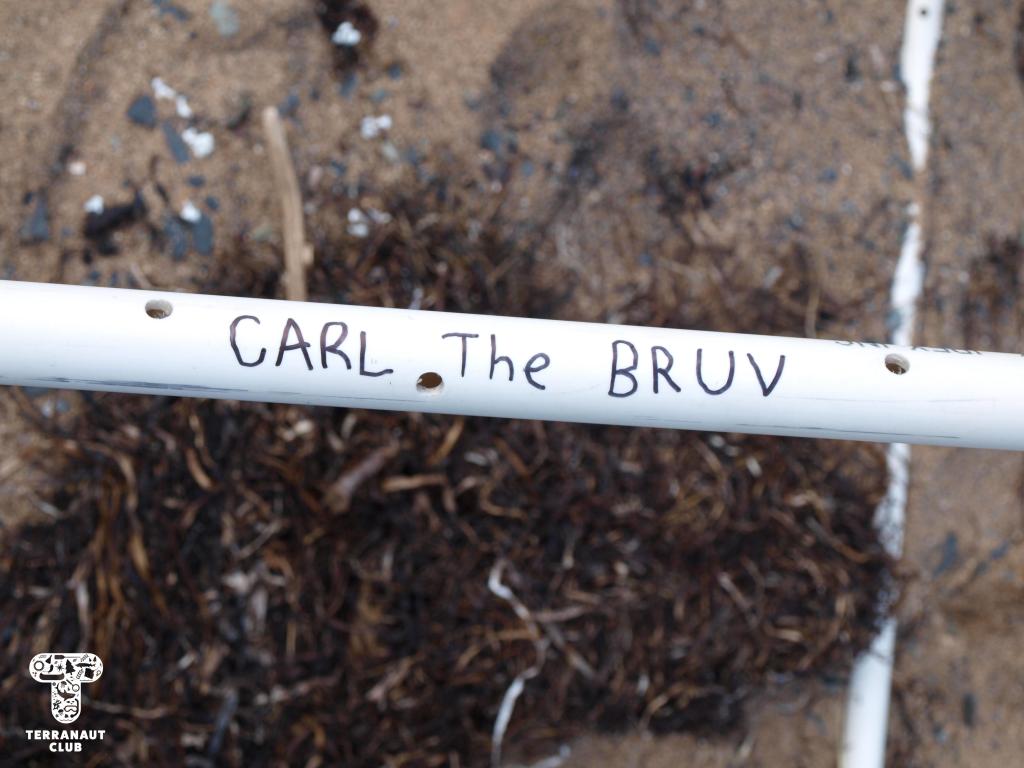 CARL The BRUV
TERRANAUT
CLUB